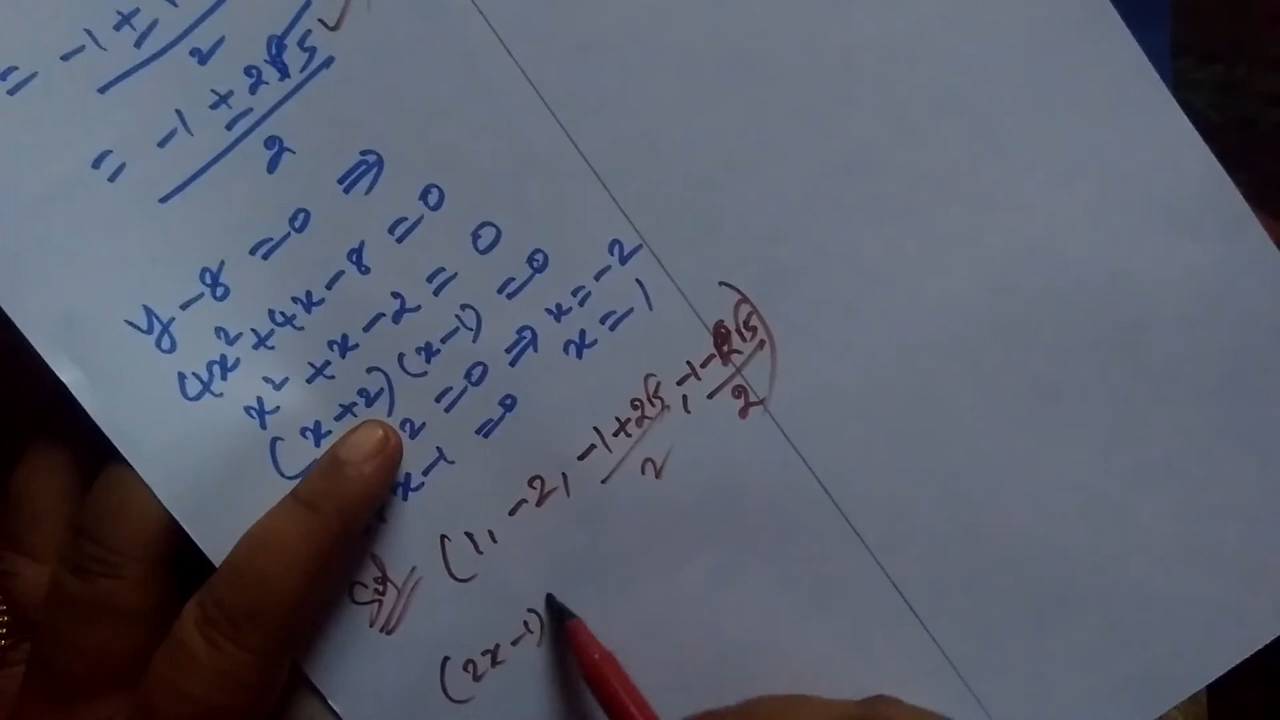 = -1 ±
2
= -1 ± 2√5
2
y - 8 = 0 ⇒
4x² + 4x - 8 = 0
x² + x - 2 = 0
(x + 2) (x - 1) = 0
2 = 0 ⇒ x = -2
x - 1 = 0 x = 1
Sol (1, -2, (-1 + 2√5)/2, (-1 - 2√5)/2)
(2x - 1)